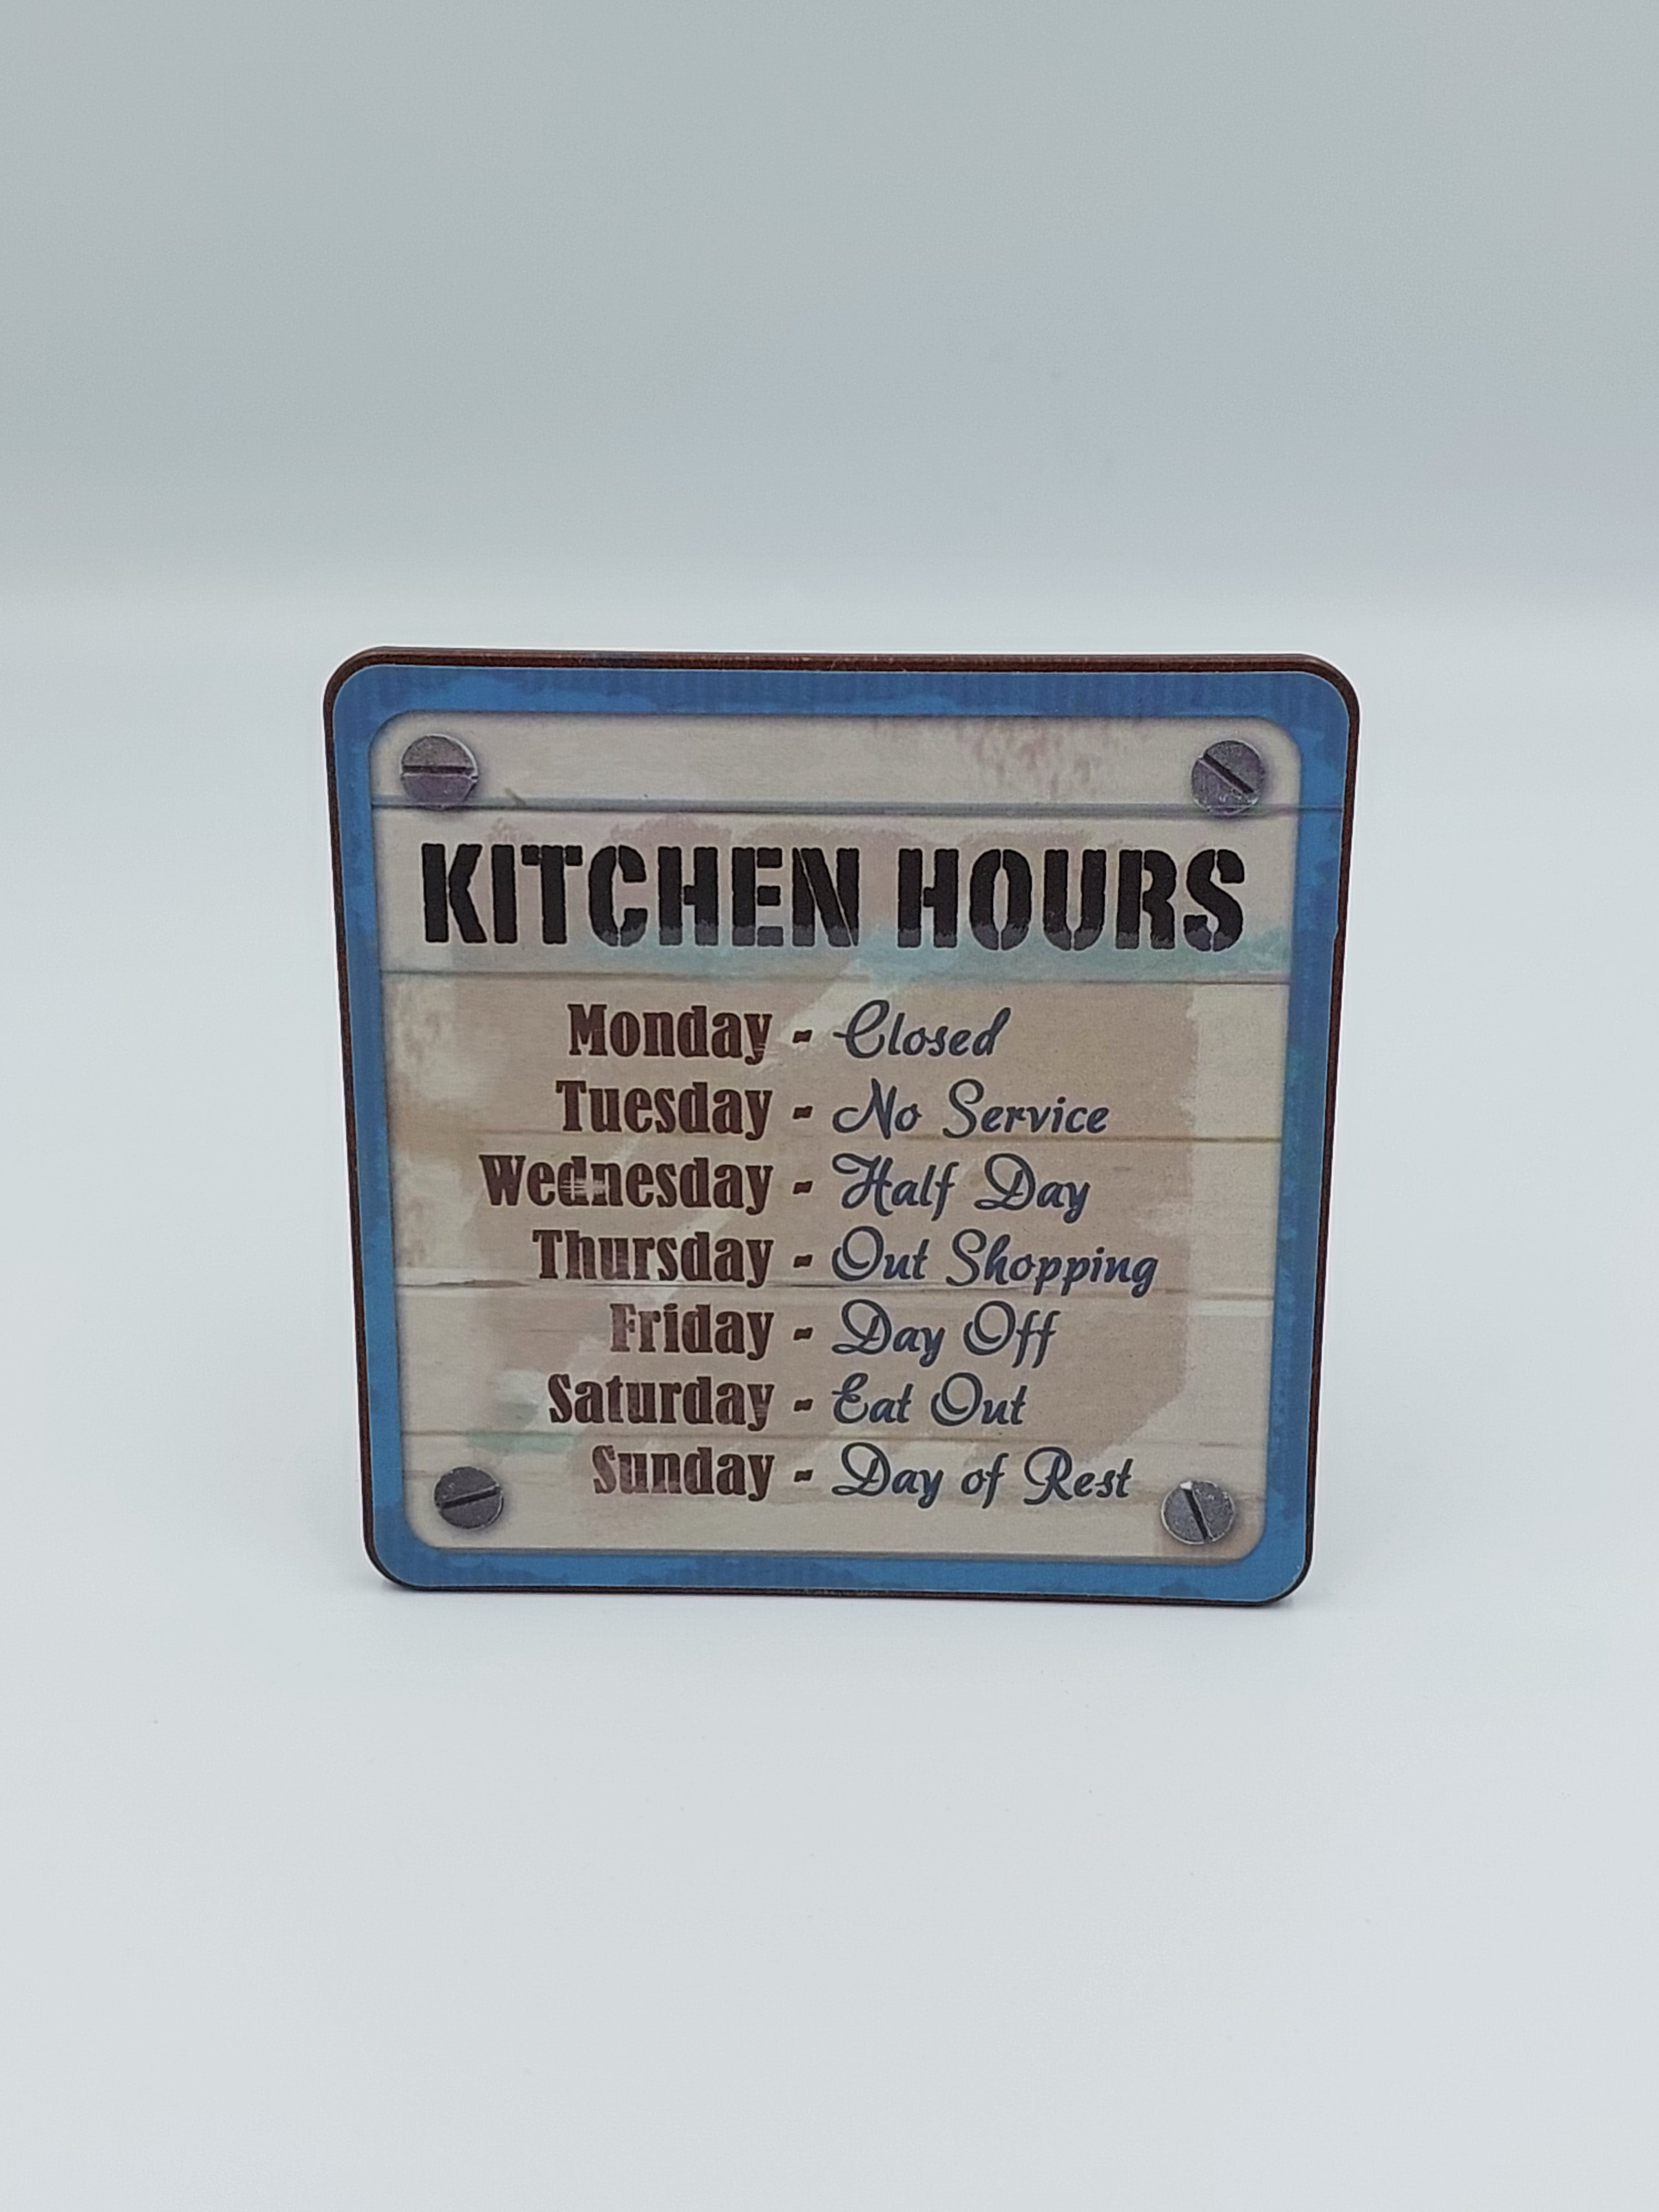 KITCHEN HOURS
Monday - Closed
Tuesday - No Service
Wednesday - Half Day
Thursday - Out Shopping
Friday - Day Off
Saturday - Eat Out
Sunday - Day of Rest